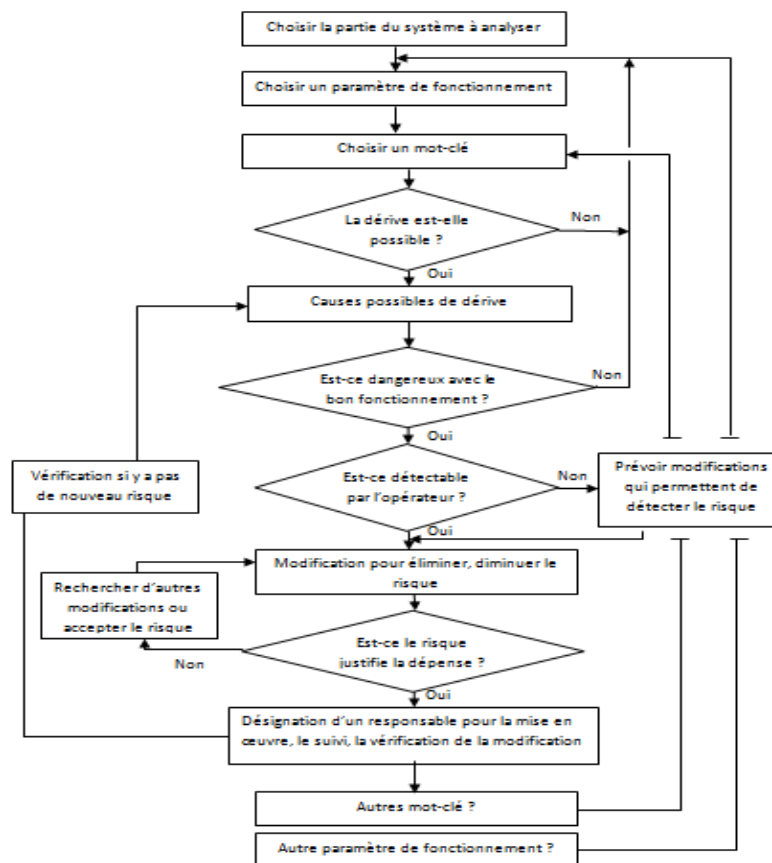 Choisir la partie du système à analyser
Choisir un paramètre de fonctionnement
Choisir un mot-clé
La dérive est-elle
possible ?
Non
Oui
Causes possibles de dérive
Est-ce dangereux avec le
bon fonctionnement ?
Non
Oui
Vérification si y a pas
de nouveau risque
Est-ce détectable
par l'opérateur ?
Non
Prévoir modifications
qui permettent de
détecter le risque
Oui
Modification pour éliminer, diminuer le
risque
Rechercher d'autres
modifications ou
accepter le risque
Est-ce le risque
justifie la dépense ?
Non
Oui
Désignation d'un responsable pour la mise en
œuvre, le suivi, la vérification de la modification
Autres mot-clé ?
Autre paramètre de fonctionnement ?